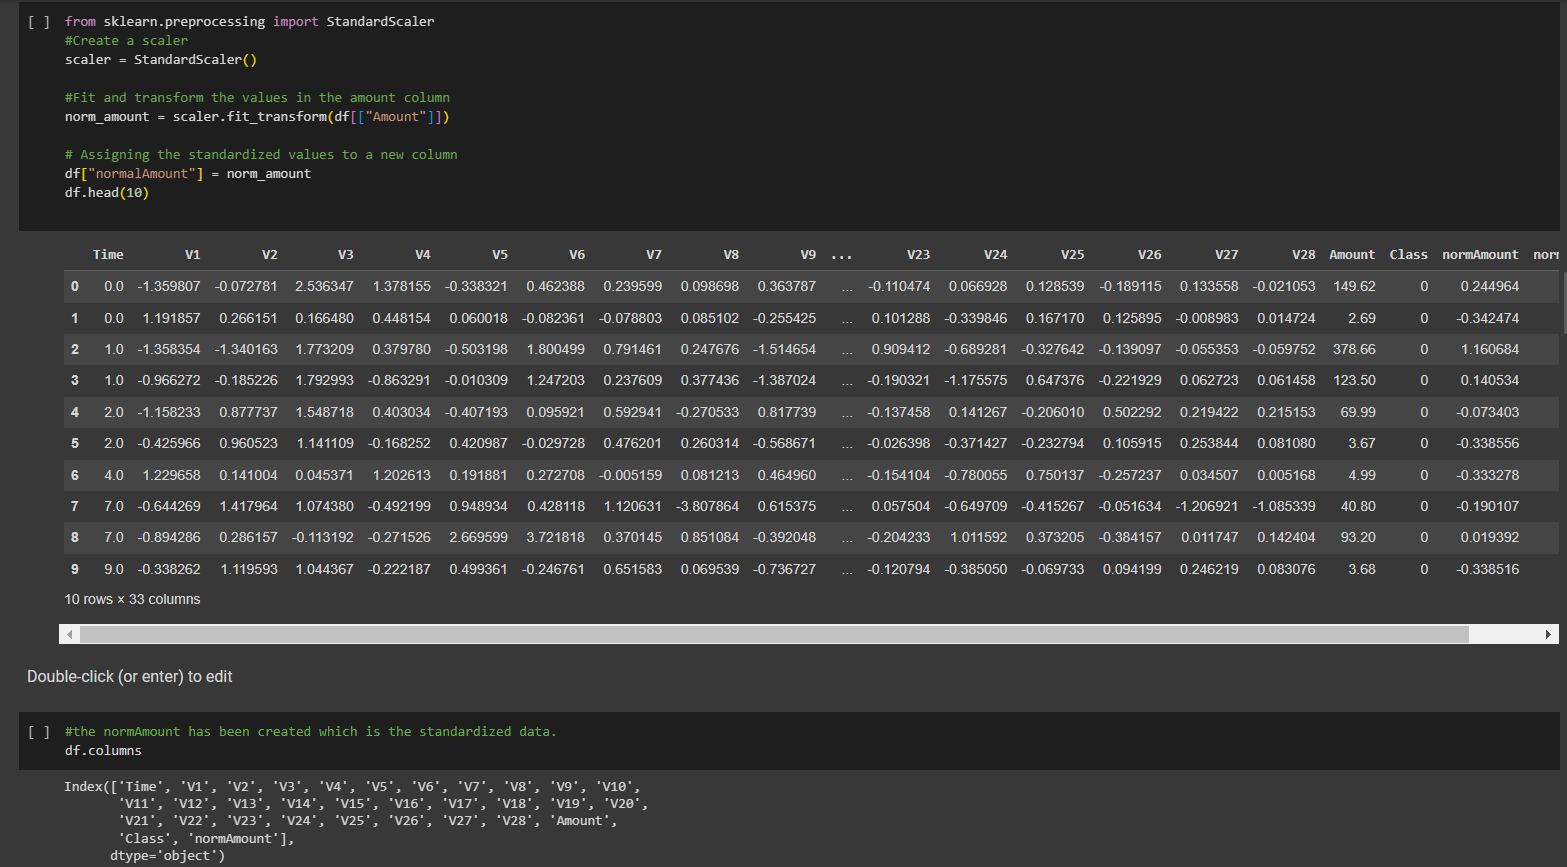 [ ] from sklearn.preprocessing import StandardScaler
#Create a scaler
scaler = StandardScaler()
#Fit and transform the values in the amount column
norm_amount = scaler.fit_transform(df[["Amount"]])
# Assigning the standardized values to a new column
df["normalAmount"] = norm_amount
df.head(10)
Time V1 V2 V3 V4 V5 V6 V7 V8 V9 ... V23 V24 V25 V26 V27 V28 Amount Class normAmount norr
0 0.0 -1.359807 -0.072781 2.536347 1.378155 -0.338321 0.462388 0.239599 0.098698 0.363787 ... -0.110474 0.066928 0.128539 -0.189115 0.133558 -0.021053 149.62 0 0.244964
1 0.0 1.191857 0.266151 0.166480 0.448154 0.060018 -0.082361 -0.078803 0.085102 -0.255425 ... 0.101288 -0.339846 0.167170 0.125895 -0.008983 0.014724 2.69 0 -0.342474
2 1.0 -1.358354 -1.340163 1.773209 0.379780 -0.503198 1.800499 0.791461 0.247676 -1.514654 ... 0.909412 -0.689281 -0.327642 -0.139097 -0.055353 -0.059752 378.66 0 1.160684
3 1.0 -0.966272 -0.185226 1.792993 -0.863291 -0.010309 1.247203 0.237609 0.377436 -1.387024 ... -0.190321 -1.175575 0.647376 -0.221929 0.062723 0.061458 123.50 0 0.140534
4 2.0 -1.158233 0.877737 1.548718 0.403034 -0.407193 0.095921 0.592941 -0.270533 0.817739 ... -0.137458 0.141267 -0.206010 0.502292 0.219422 0.215153 69.99 0 -0.073403
5 2.0 -0.425966 0.960523 1.141109 -0.168252 0.420987 -0.029728 0.476201 0.260314 -0.568671 ... -0.026398 -0.371427 -0.232794 0.105915 0.253844 0.081080 3.67 0 -0.338556
6 4.0 1.229658 0.141004 0.045371 1.202613 0.191881 0.272708 -0.005159 0.081213 0.464960 ... -0.154104 -0.780055 0.750137 -0.257237 0.034507 0.005168 4.99 0 -0.333278
7 7.0 -0.644269 1.417964 1.074380 -0.492199 0.948934 0.428118 1.120631 -3.807864 0.615375 ... 0.057504 -0.649709 -0.415267 -0.051634 -1.206921 -1.085339 40.80 0 -0.190107
8 7.0 -0.894286 0.286157 -0.113192 -0.271526 2.669599 3.721818 0.370145 0.851084 -0.392048 ... -0.204233 1.011592 0.373205 -0.384157 0.011747 0.142404 93.20 0 0.019392
9 9.0 -0.338262 1.119593 1.044367 -0.222187 0.499361 -0.246761 0.651583 0.069539 -0.736727 ... -0.120794 -0.385050 -0.069733 0.094199 0.246219 0.083076 3.68 0 -0.338516
10 rows × 33 columns
Double-click (or enter) to edit
[ ] #the normAmount has been created which is the standardized data.
df.columns
Index(['Time', 'V1', 'V2', 'V3', 'V4', 'V5', 'V6', 'V7', 'V8', 'V9', 'V10',
'V11', 'V12', 'V13', 'V14', 'V15', 'V16', 'V17', 'V18', 'V19', 'V20',
'V21', 'V22', 'V23', 'V24', 'V25', 'V26', 'V27', 'V28', 'Amount',
'Class', 'normAmount'],
dtype='object')